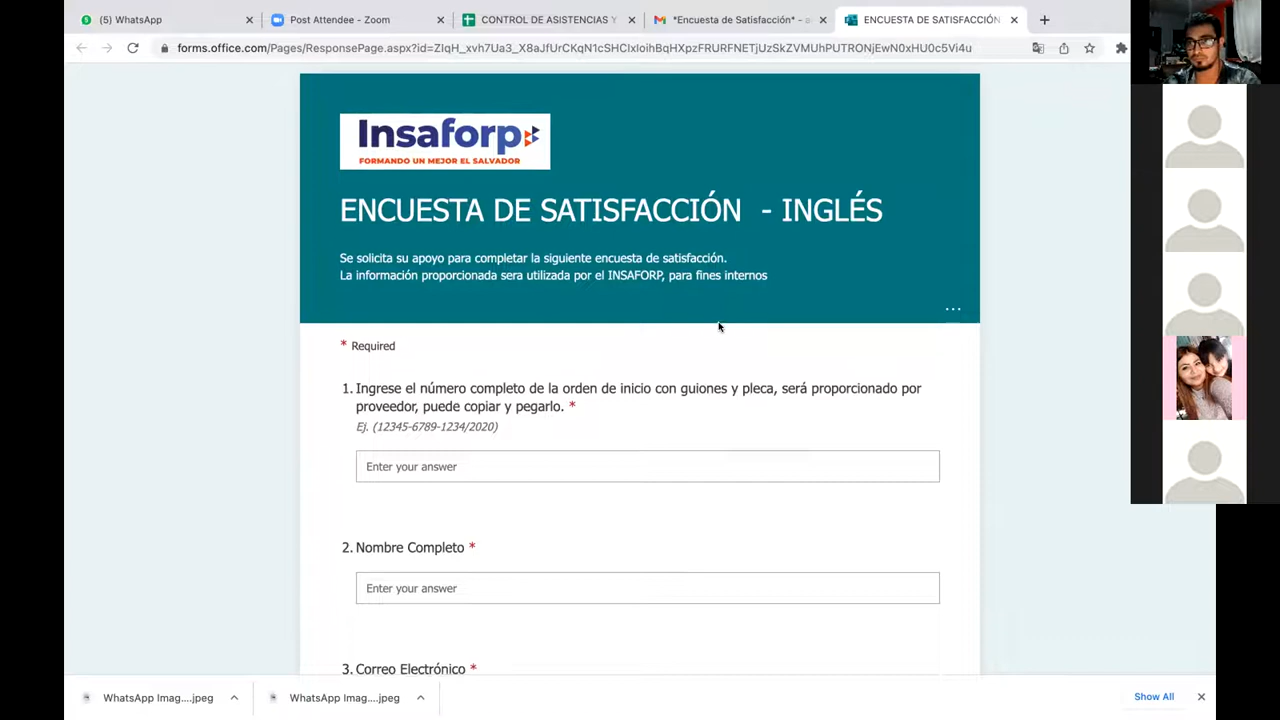 (5) WhatsApp
Post Attendee - Zoom
CONTROL DE ASISTENCIAS Y
*Encuesta de Satisfacción* - a
ENCUESTA DE SATISFACCIÓN
forms.office.com/Pages/ResponsePage.aspx?id=ZIqH_xvh7Ua3_X8aJfUrCKqN1cSHCIxIoihBqHXpzFRURFNETjUzSkZVMUhPUTRONjEwN0xHU0c5Vi4u
Insaforp
FORMANDO UN MEJOR EL SALVADOR
ENCUESTA DE SATISFACCIÓN - INGLÉS
Se solicita su apoyo para completar la siguiente encuesta de satisfacción.
La información proporcionada sera utilizada por el INSAFORP, para fines internos
* Required
1. Ingrese el número completo de la orden de inicio con guiones y pleca, será proporcionado por
proveedor, puede copiar y pegarlo. *
Ej. (12345-6789-1234/2020)
Enter your answer
2. Nombre Completo *
Enter your answer
3. Correo Electrónico *
WhatsApp Imag....jpeg
WhatsApp Imag....jpeg
Show All